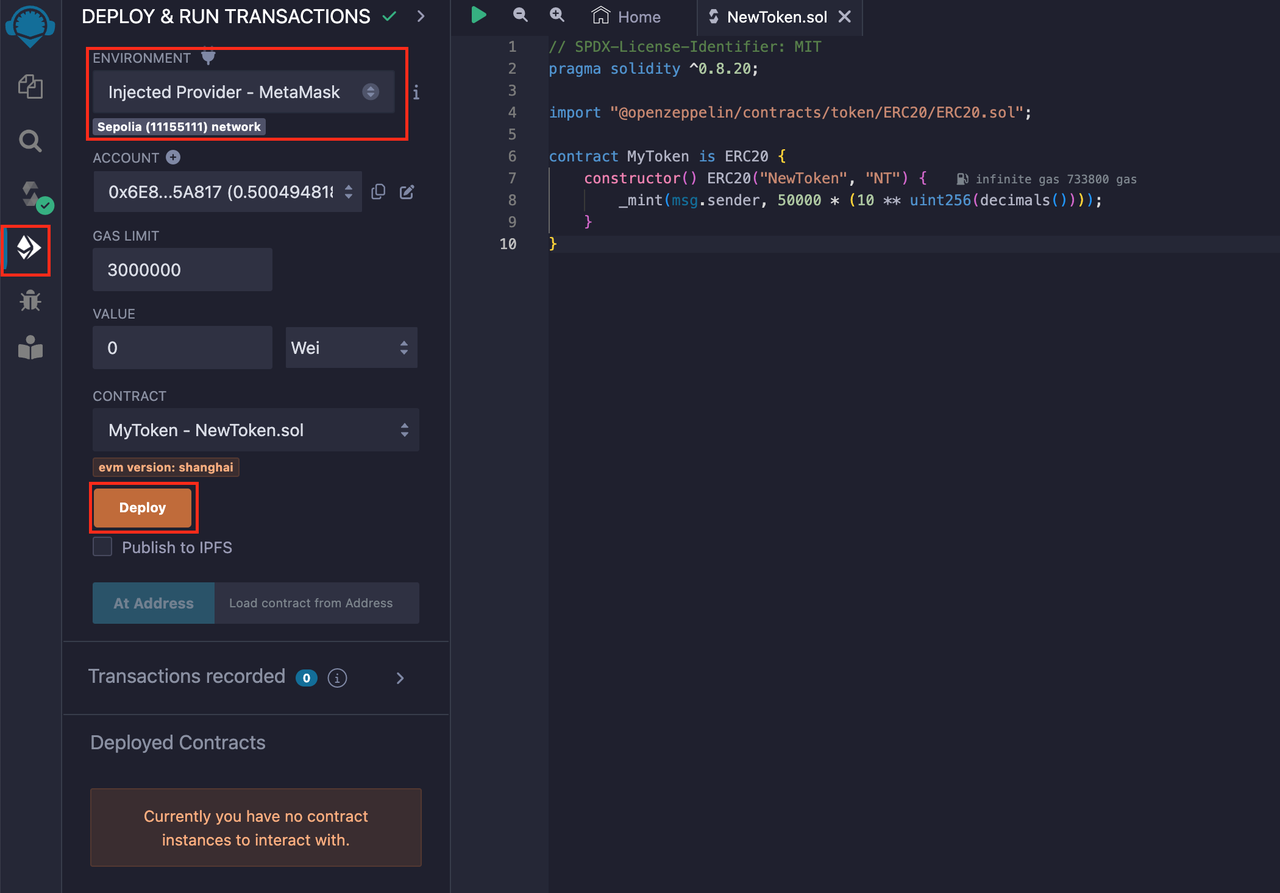 DEPLOY & RUN TRANSACTIONS
ENVIRONMENT
Injected Provider - MetaMask
i
Sepolia (11155111) network
ACCOUNT
0x6E8...5A817 (0.500494818
GAS LIMIT
3000000
VALUE
0
Wei
CONTRACT
MyToken - NewToken.sol
evm version: shanghai
Deploy
Publish to IPFS
At Address
Load contract from Address
Transactions recorded 0 i
Deployed Contracts
Currently you have no contract
instances to interact with.
Home
NewToken.sol
1 // SPDX-License-Identifier: MIT
2 pragma solidity ^0.8.20;
3
4 import "@openzeppelin/contracts/token/ERC20/ERC20.sol";
5
6 contract MyToken is ERC20 {
7 constructor() ERC20("NewToken", "NT") { infinite gas 733800 gas
8 _mint(msg.sender, 50000 * (10 ** uint256(decimals())));
9 }
10 }